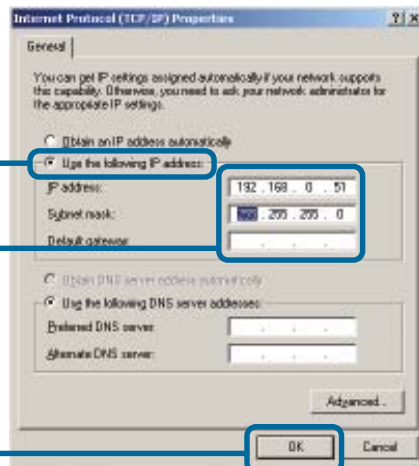 Internet Protocol (TCP/IP) Properties
General
You can get IP settings assigned automatically if your network supports
this capability. Otherwise, you need to ask your network administrator for
the appropriate IP settings.
Obtain an IP address automatically
Use the following IP address:
IP address: 192 . 168 . 0 . 51
Subnet mask: 255 . 255 . 255 . 0
Default gateway:
Obtain DNS server address automatically
Use the following DNS server addresses:
Preferred DNS server:
Alternate DNS server:
Advanced...
OK Cancel